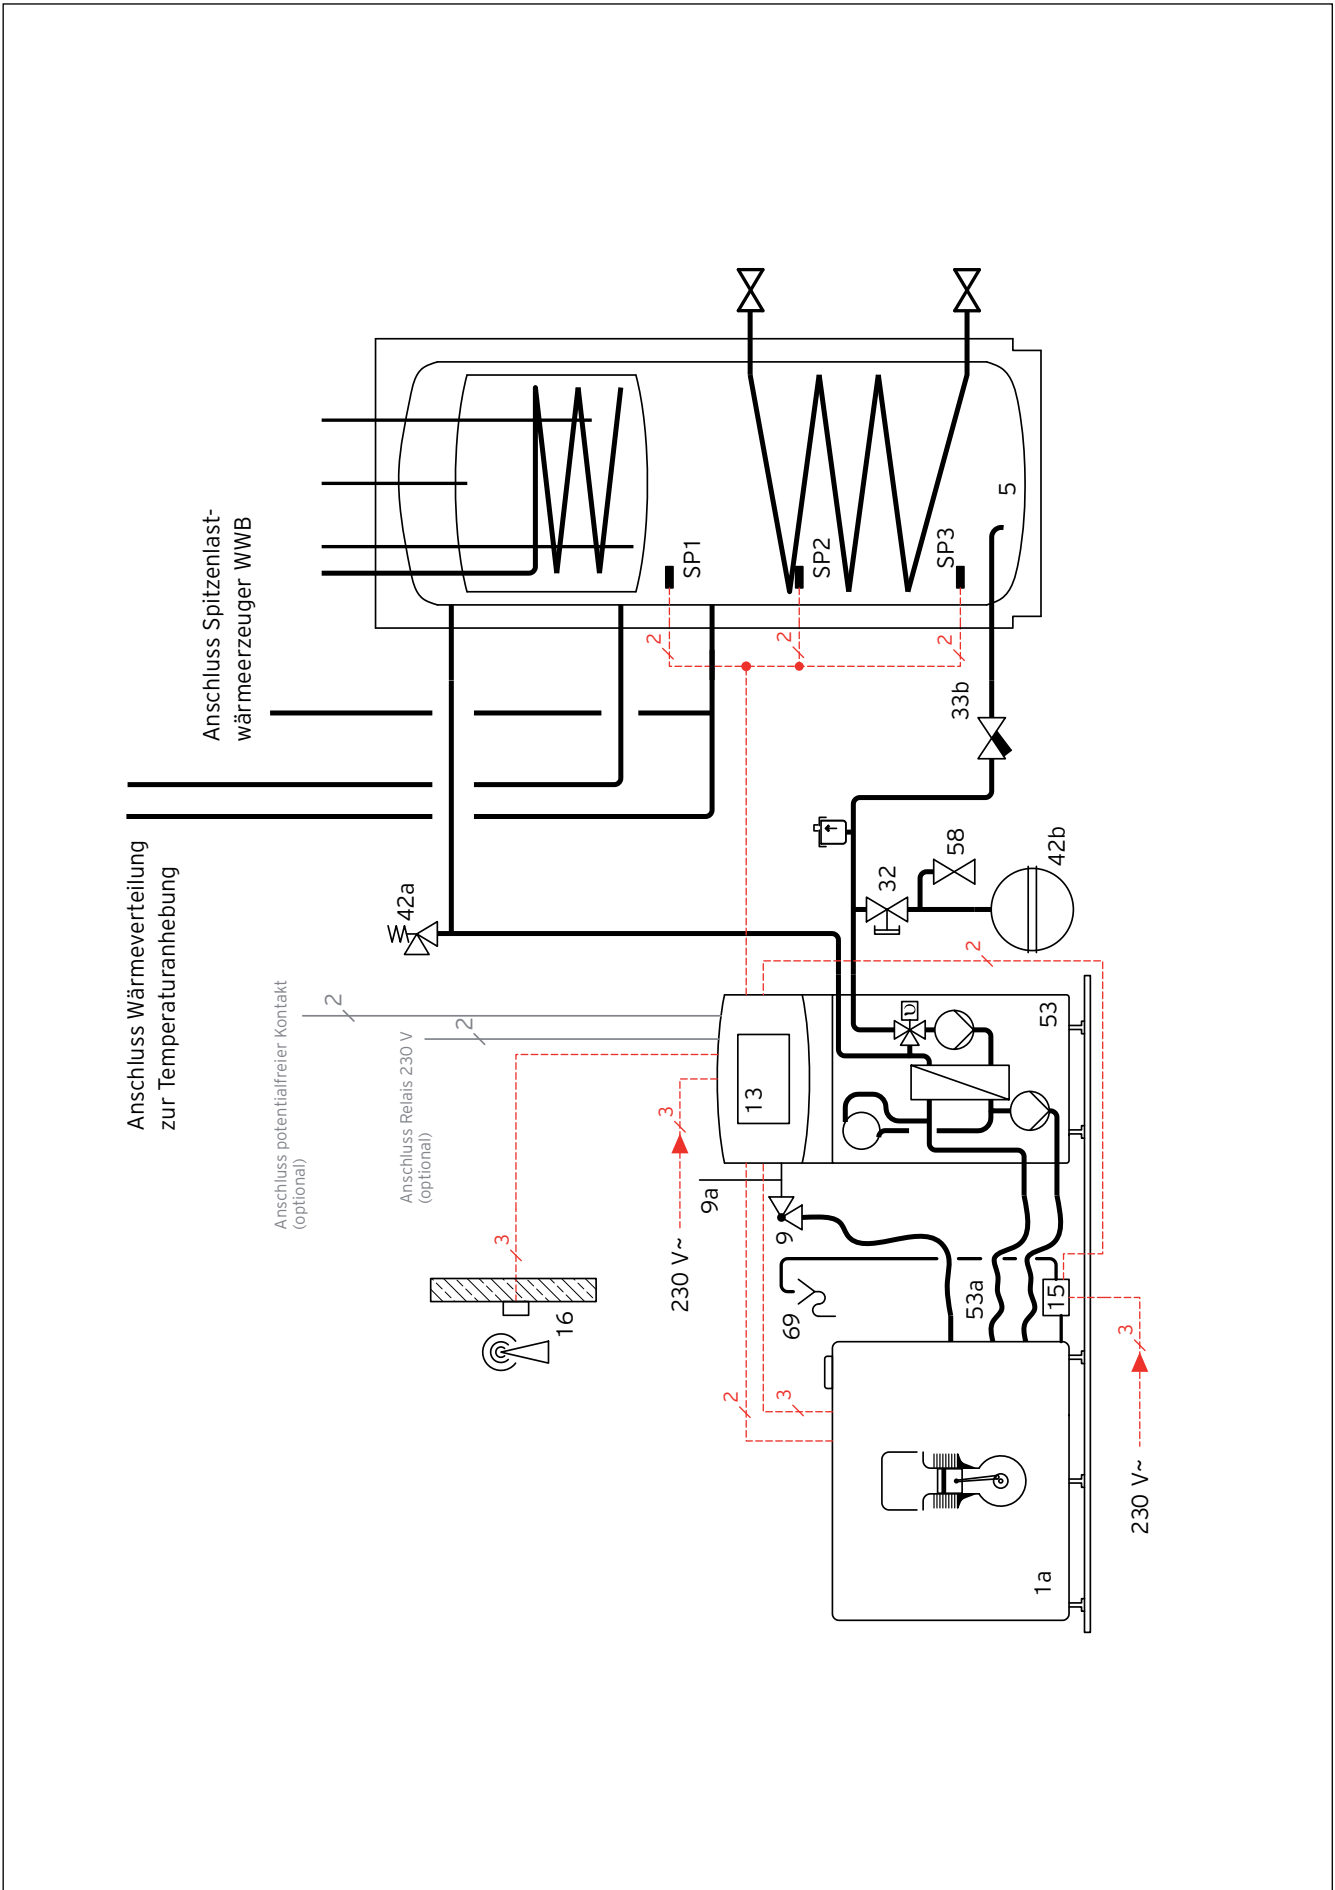 Anschluss Wärmeverteilung
zur Temperaturanhebung
Anschluss Spitzenlast-
wärmeerzeuger WWB
Anschluss potentialfreier Kontakt
(optional)
2
Anschluss Relais 230 V
(optional)
2
42a
16
3
230 V~
3
9a
9
13
69
53a
15
2
3
1a
230 V~
3
53
2
32
58
42b
33b
2
SP1
2
SP2
2
SP3
5